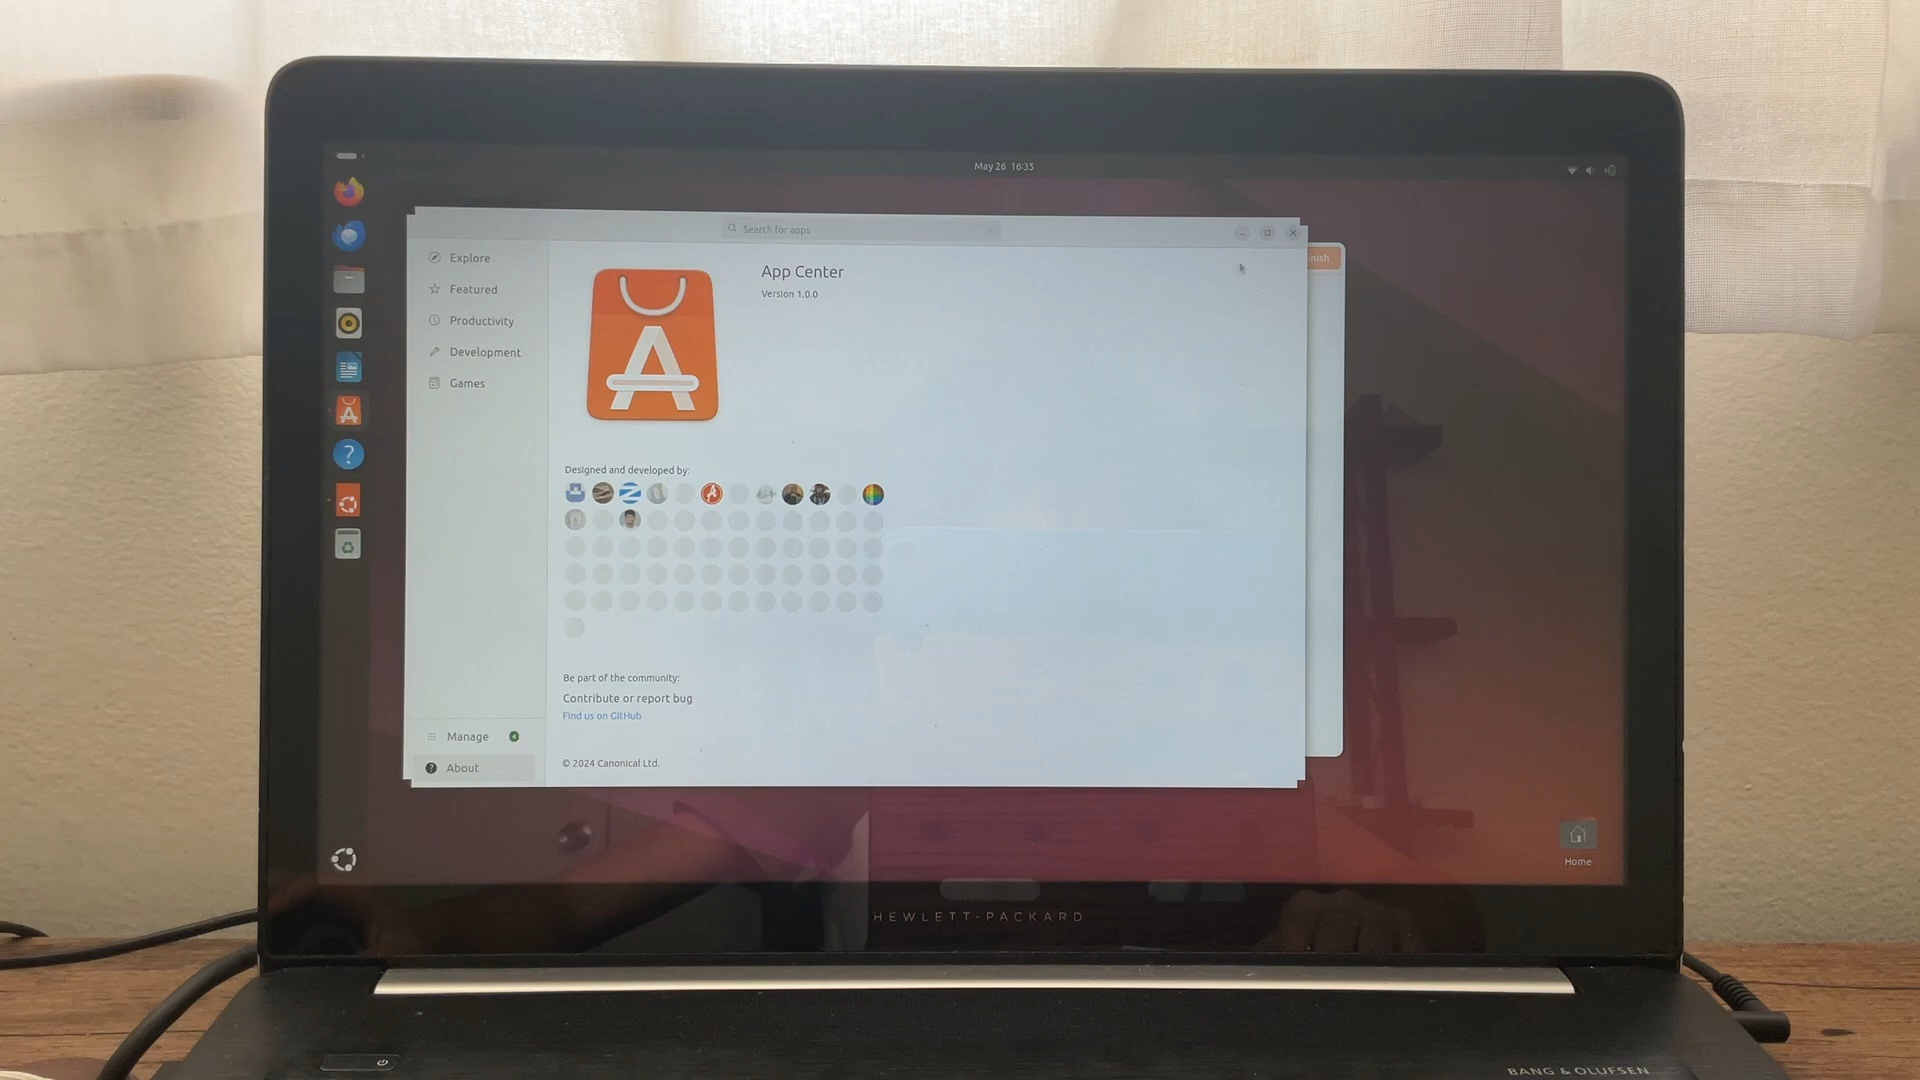 May 26 16:35
Search for apps
Explore
Featured
Productivity
Development
Games
Manage
About
App Center
Version 1.0.0
Designed and developed by:
Be part of the community:
Contribute or report bug
Find us on GitHub
© 2024 Canonical Ltd.
nish
Home
HEWLETT-PACKARD
BANG & OLUFSEN